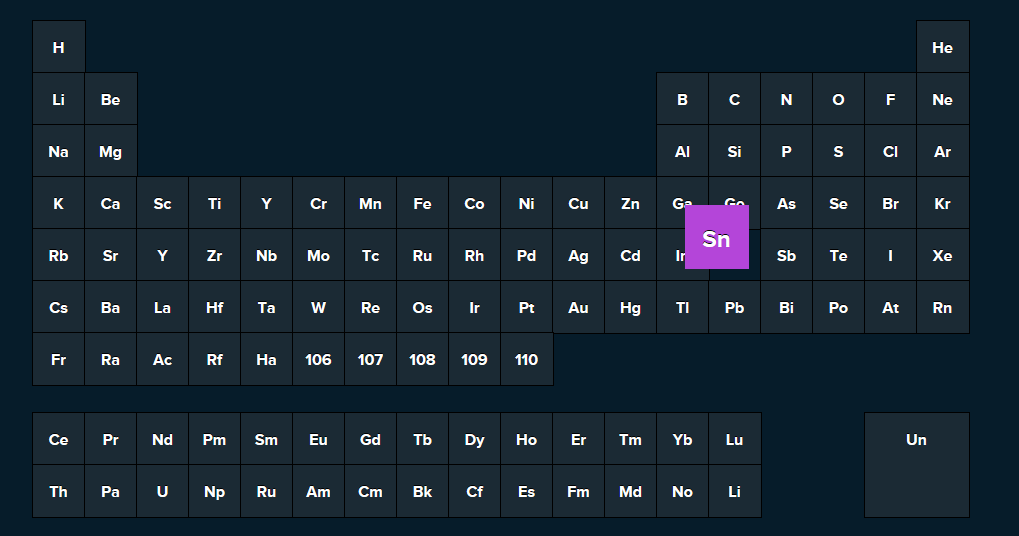 H He
Li Be B C N O F Ne
Na Mg Al Si P S Cl Ar
K Ca Sc Ti Y Cr Mn Fe Co Ni Cu Zn Ga Ge As Se Br Kr
Sn
Rb Sr Y Zr Nb Mo Tc Ru Rh Pd Ag Cd In Sb Te I Xe
Cs Ba La Hf Ta W Re Os Ir Pt Au Hg Tl Pb Bi Po At Rn
Fr Ra Ac Rf Ha 106 107 108 109 110
Ce Pr Nd Pm Sm Eu Gd Tb Dy Ho Er Tm Yb Lu Un
Th Pa U Np Ru Am Cm Bk Cf Es Fm Md No Li